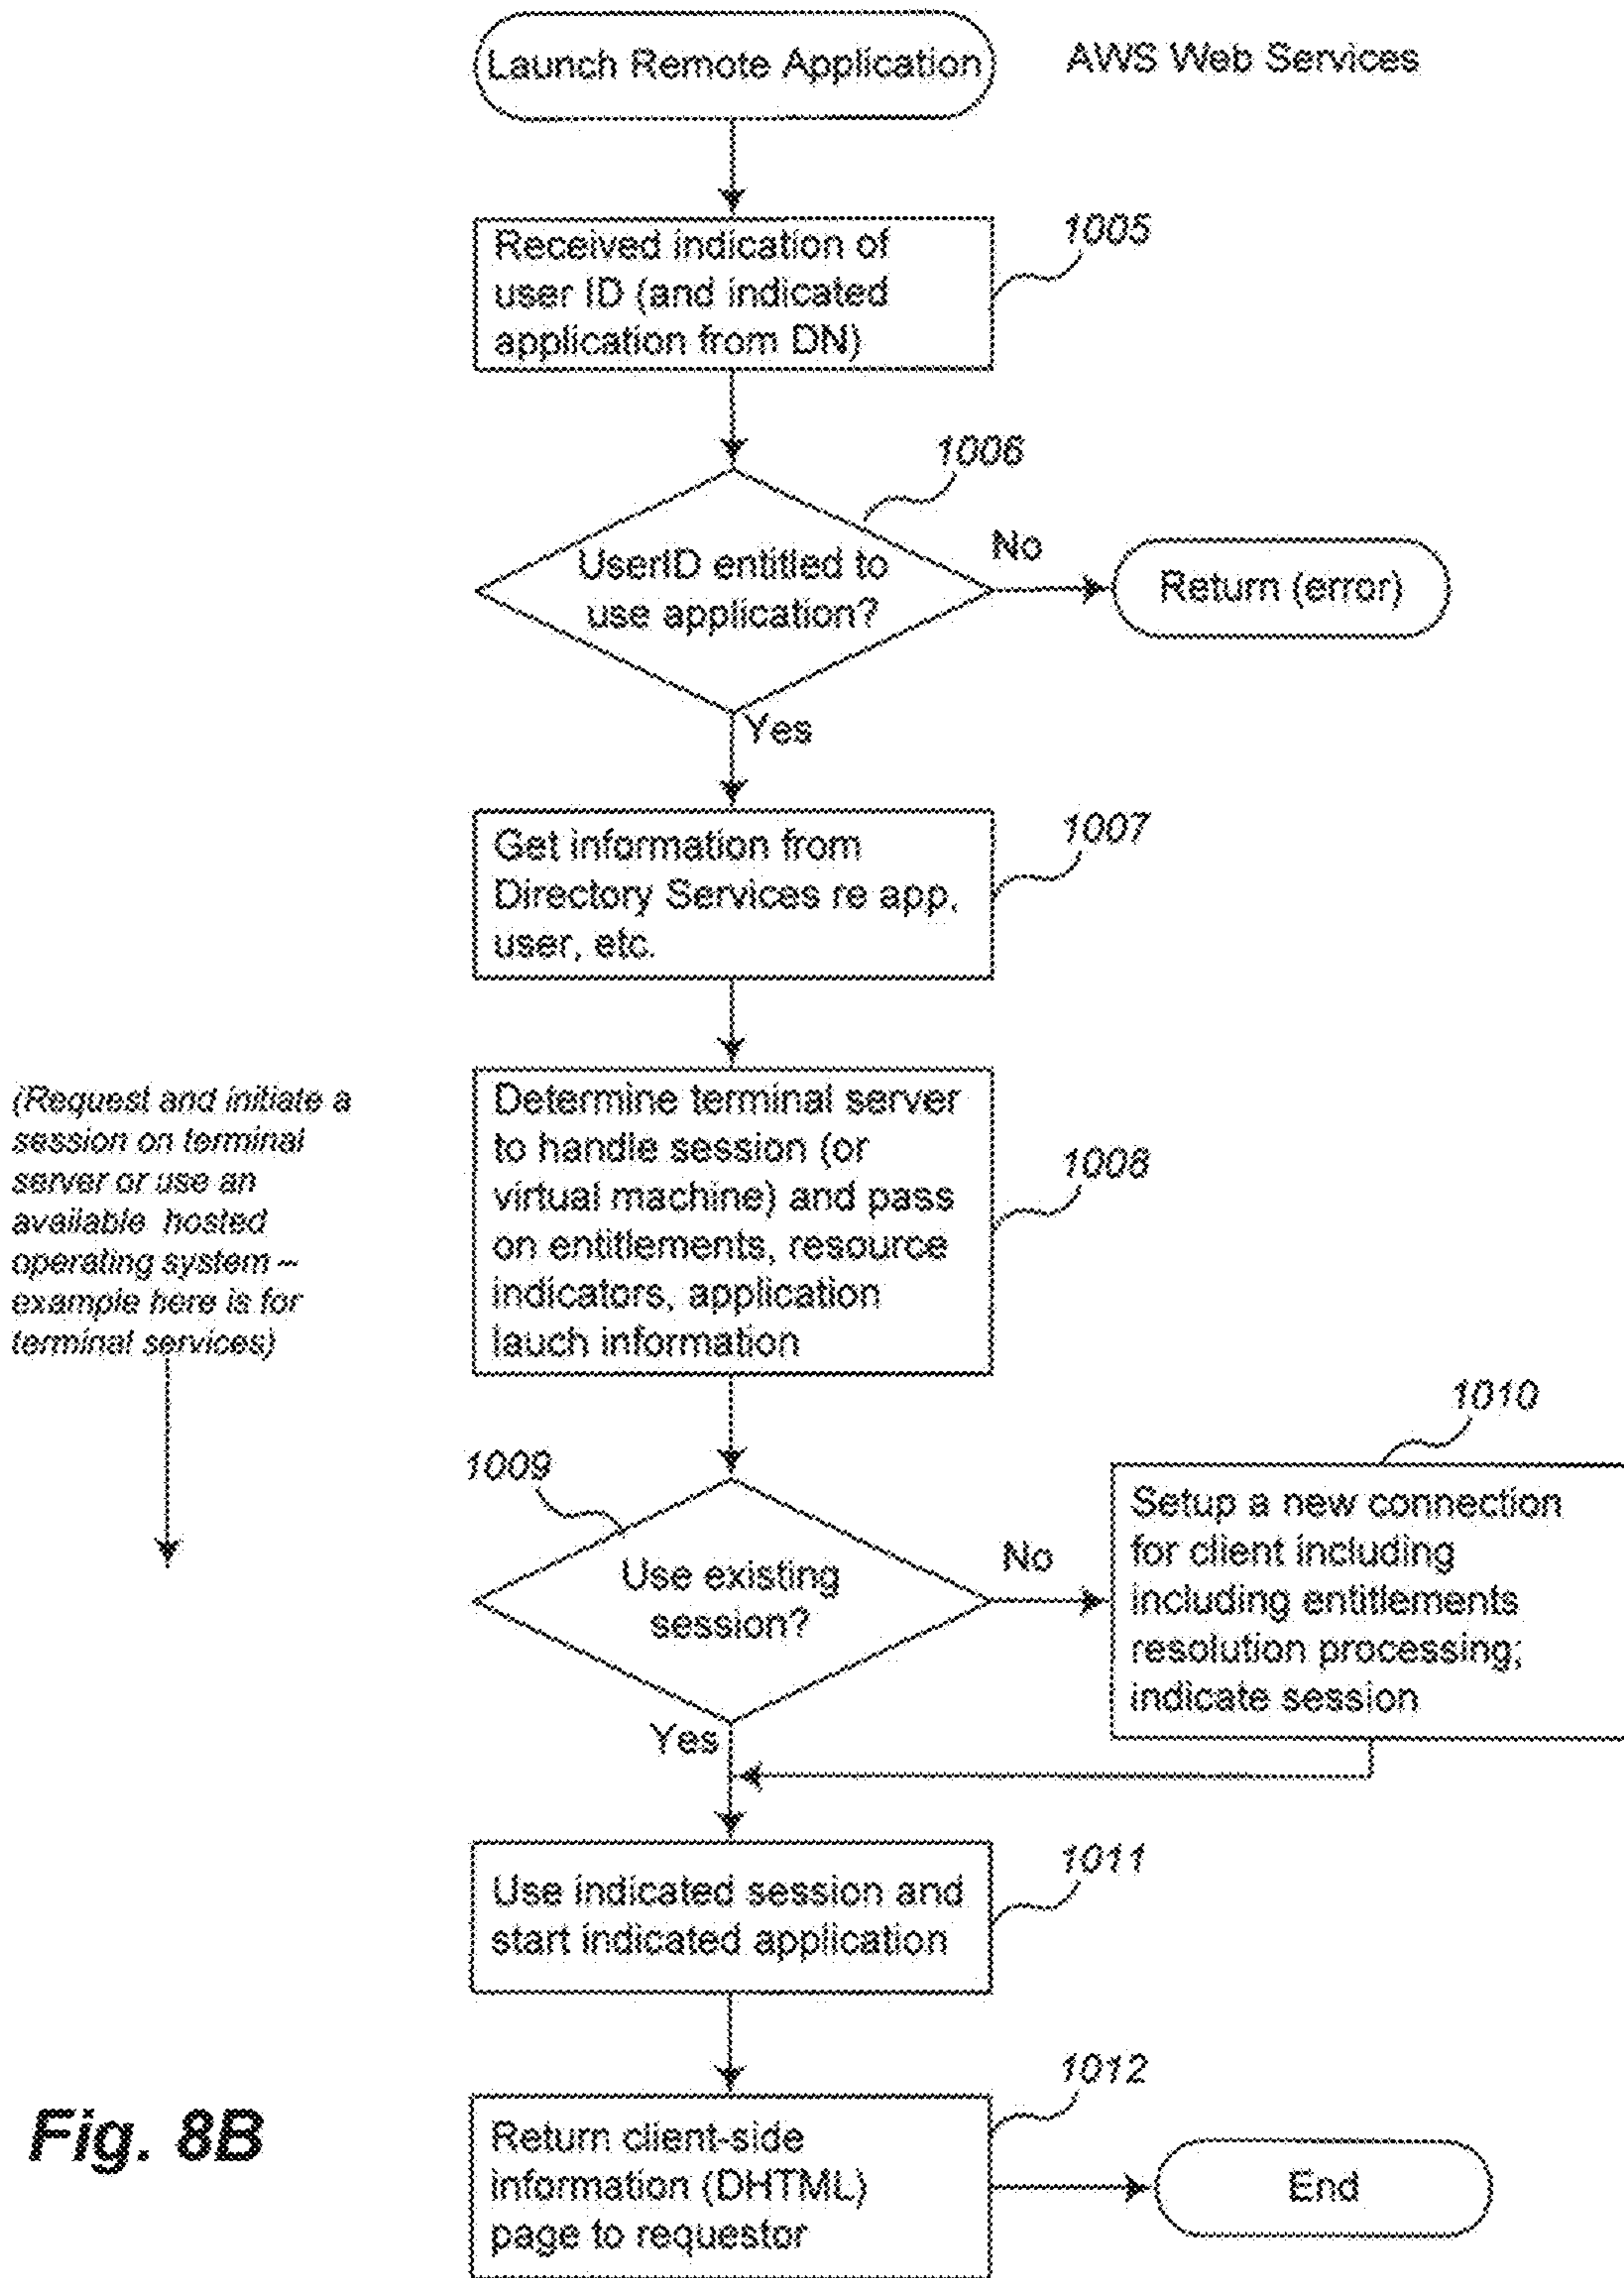 Launch Remote Application
AWS Web Services
Received indication of
user ID (and indicated
application from DN)
1005
1006
UserID entitled to
use application?
No
Return (error)
Yes
Get information from
Directory Services re app,
user, etc.
1007
(Request and initiate a
session on terminal
server or use an
available hosted
operating system --
example here is for
terminal services)
Determine terminal server
to handle session (or
virtual machine) and pass
on entitlements, resource
indicators, application
lauch information
1008
1009
Use existing
session?
No
1010
Setup a new connection
for client including
including entitlements
resolution processing;
indicate session
Yes
Use indicated session and
start indicated application
1011
1012
Return client-side
information (DHTML)
page to requestor
End
Fig. 8B